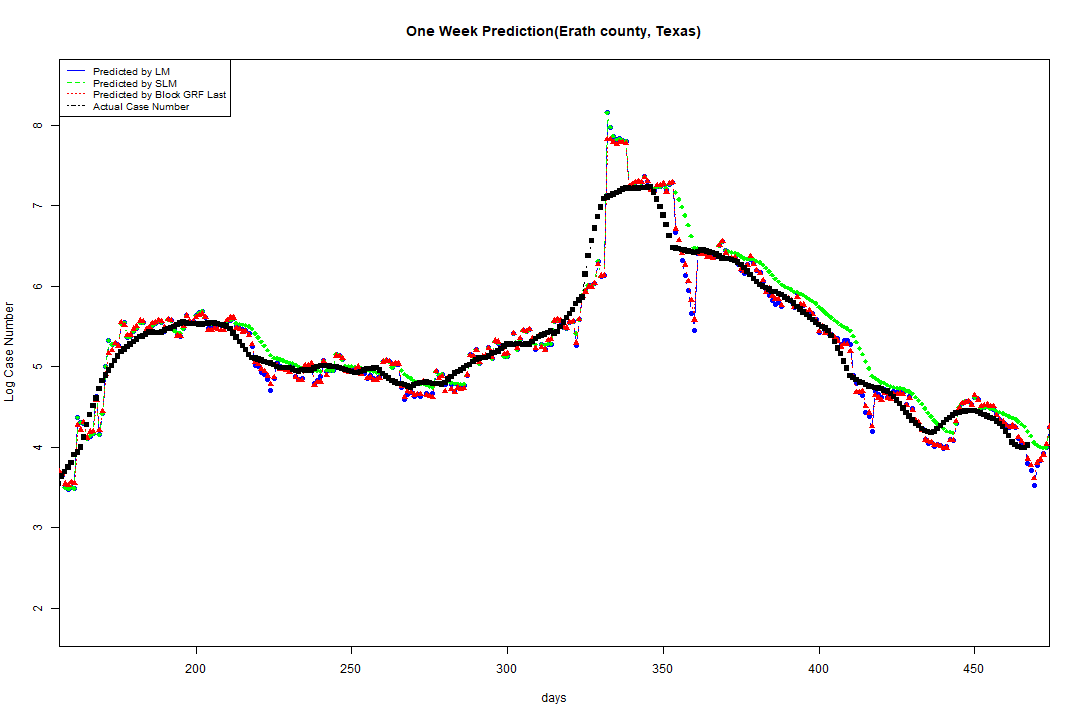 One Week Prediction(Erath county, Texas)
Predicted by LM
Predicted by SLM
Predicted by Block GRF Last
Actual Case Number
8
7
6
5
4
3
2
Log Case Number
200 250 300 350 400 450
days